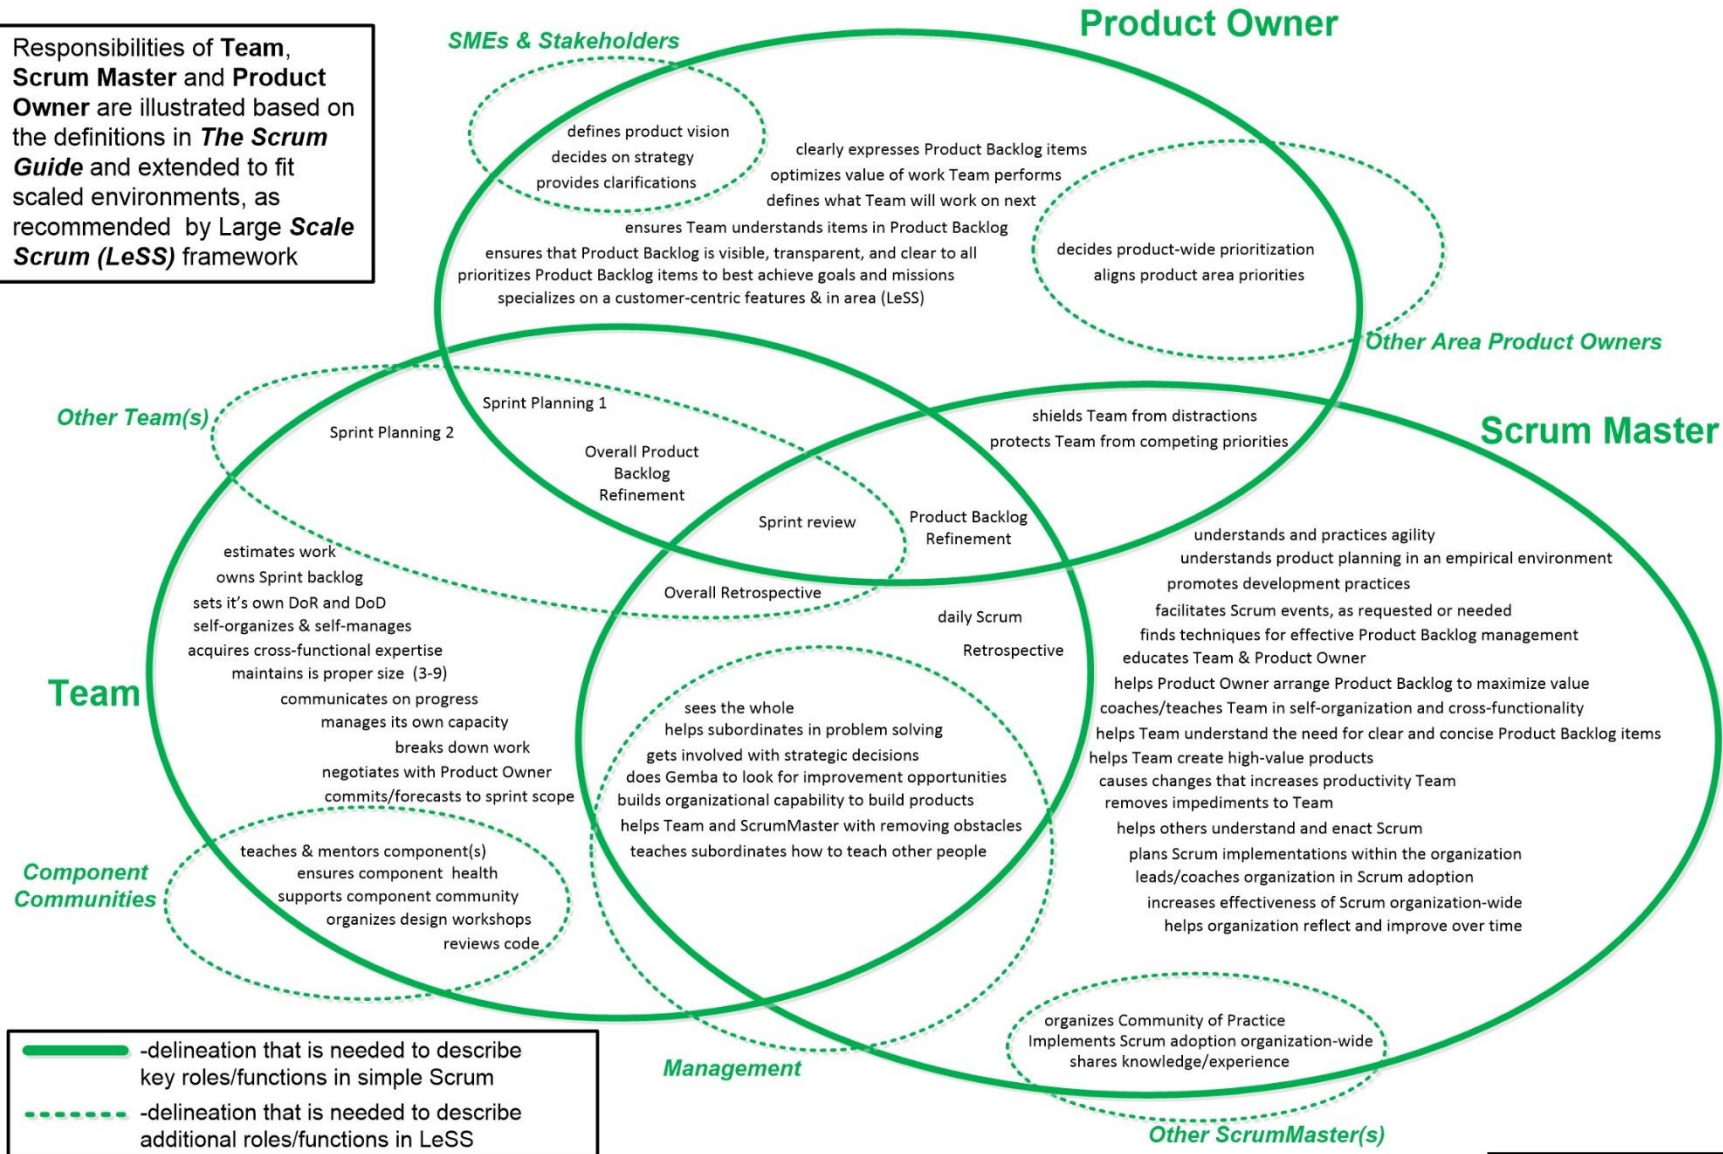 Product Owner
Responsibilities of Team,
Scrum Master and Product
Owner are illustrated based on
the definitions in The Scrum
Guide and extended to fit
scaled environments, as
recommended by Large Scale
Scrum (LeSS) framework
SMEs & Stakeholders
defines product vision
decides on strategy
provides clarifications
clearly expresses Product Backlog items
optimizes value of work Team performs
defines what Team will work on next
ensures Team understands items in Product Backlog
ensures that Product Backlog is visible, transparent, and clear to all
prioritizes Product Backlog items to best achieve goals and missions
specializes on a customer-centric features & in area (LeSS)
decides product-wide prioritization
aligns product area priorities
Other Area Product Owners
Other Team(s)
Sprint Planning 1
Sprint Planning 2
Overall Product
Backlog
Refinement
shields Team from distractions
protects Team from competing priorities
Scrum Master
Sprint review
Product Backlog
Refinement
Overall Retrospective
daily Scrum
Retrospective
Team
estimates work
owns Sprint backlog
sets it's own DoR and DoD
self-organizes & self-manages
acquires cross-functional expertise
maintains is proper size (3-9)
communicates on progress
manages its own capacity
breaks down work
negotiates with Product Owner
commits/forecasts to sprint scope
understands and practices agility
understands product planning in an empirical environment
promotes development practices
facilitates Scrum events, as requested or needed
finds techniques for effective Product Backlog management
educates Team & Product Owner
helps Product Owner arrange Product Backlog to maximize value
coaches/teaches Team in self-organization and cross-functionality
helps Team understand the need for clear and concise Product Backlog items
helps Team create high-value products
causes changes that increases productivity Team
removes impediments to Team
helps others understand and enact Scrum
plans Scrum implementations within the organization
leads/coaches organization in Scrum adoption
increases effectiveness of Scrum organization-wide
helps organization reflect and improve over time
sees the whole
helps subordinates in problem solving
gets involved with strategic decisions
does Gemba to look for improvement opportunities
builds organizational capability to build products
helps Team and ScrumMaster with removing obstacles
teaches subordinates how to teach other people
Management
Component
Communities
teaches & mentors component(s)
ensures component health
supports component community
organizes design workshops
reviews code
organizes Community of Practice
Implements Scrum adoption organization-wide
shares knowledge/experience
Other ScrumMaster(s)
-delineation that is needed to describe
key roles/functions in simple Scrum
-delineation that is needed to describe
additional roles/functions in LeSS